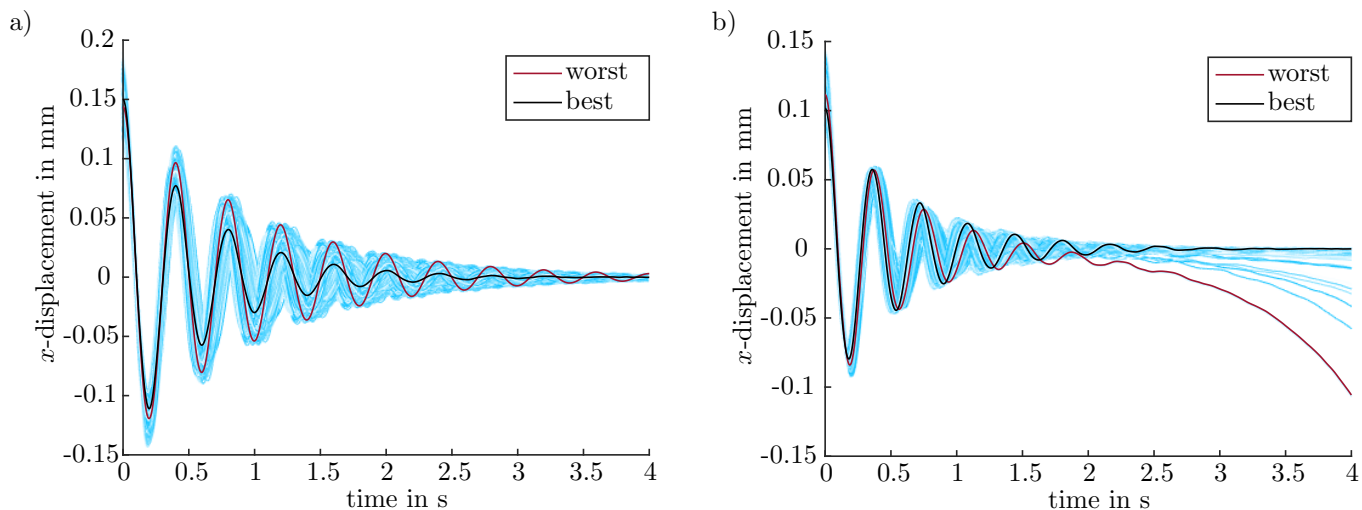 a)
0.2
0.15
0.1
0.05
0
-0.05
-0.1
-0.15
x-displacement in mm
0 0.5 1 1.5 2 2.5 3 3.5 4
time in s
worst
best
b)
0.15
0.1
0.05
0
-0.05
-0.1
-0.15
x-displacement in mm
0 0.5 1 1.5 2 2.5 3 3.5 4
time in s
worst
best